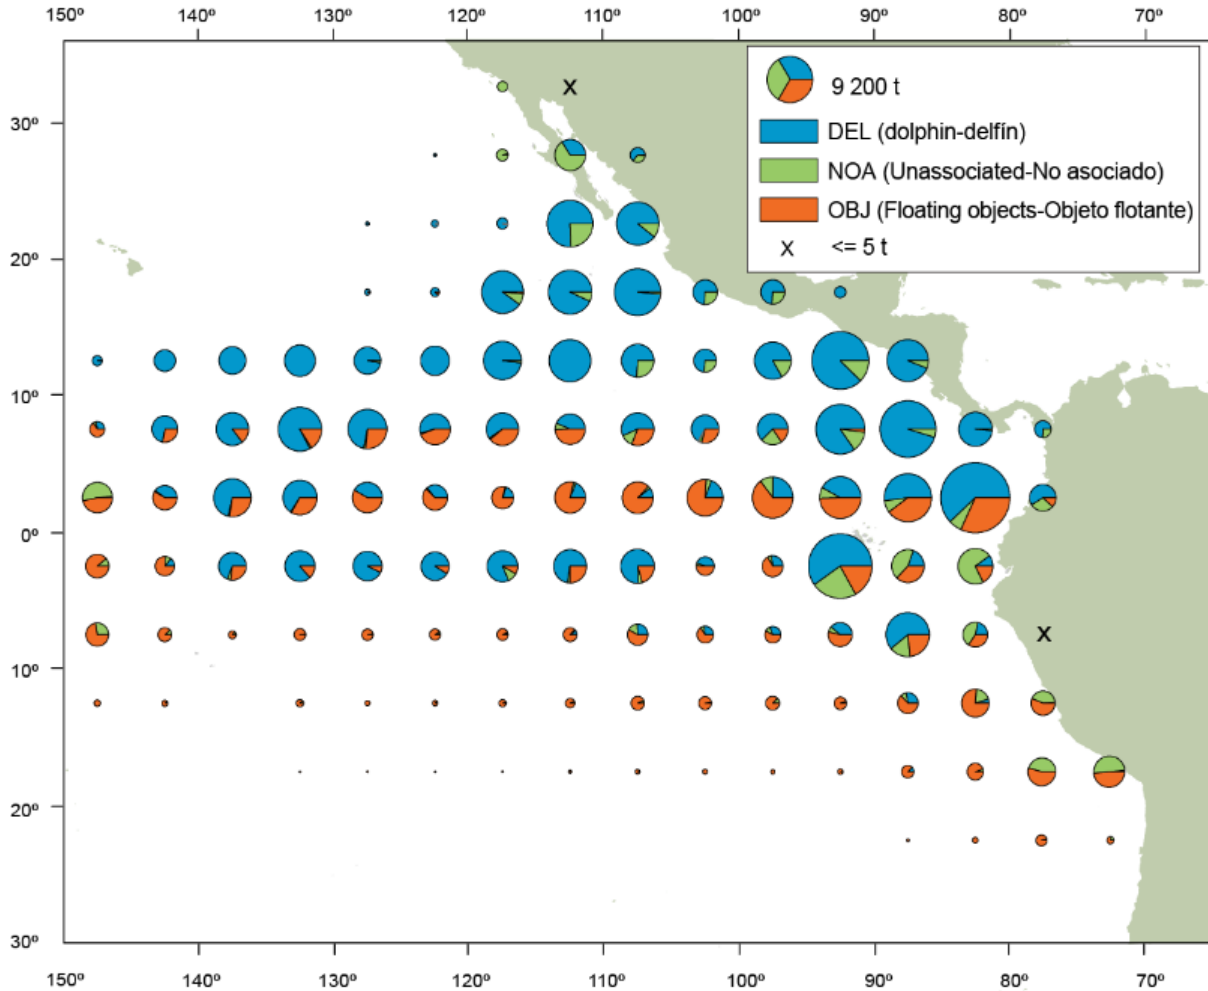 150º 140º 130º 120º 110º 100º 90º 80º 70º
9 200 t
DEL (dolphin-delfín)
NOA (Unassociated-No asociado)
OBJ (Floating objects-Objeto flotante)
x <= 5 t
x
30º
20º
10º
0º
x
10º
20º
30º
150º 140º 130º 120º 110º 100º 90º 80º 70º